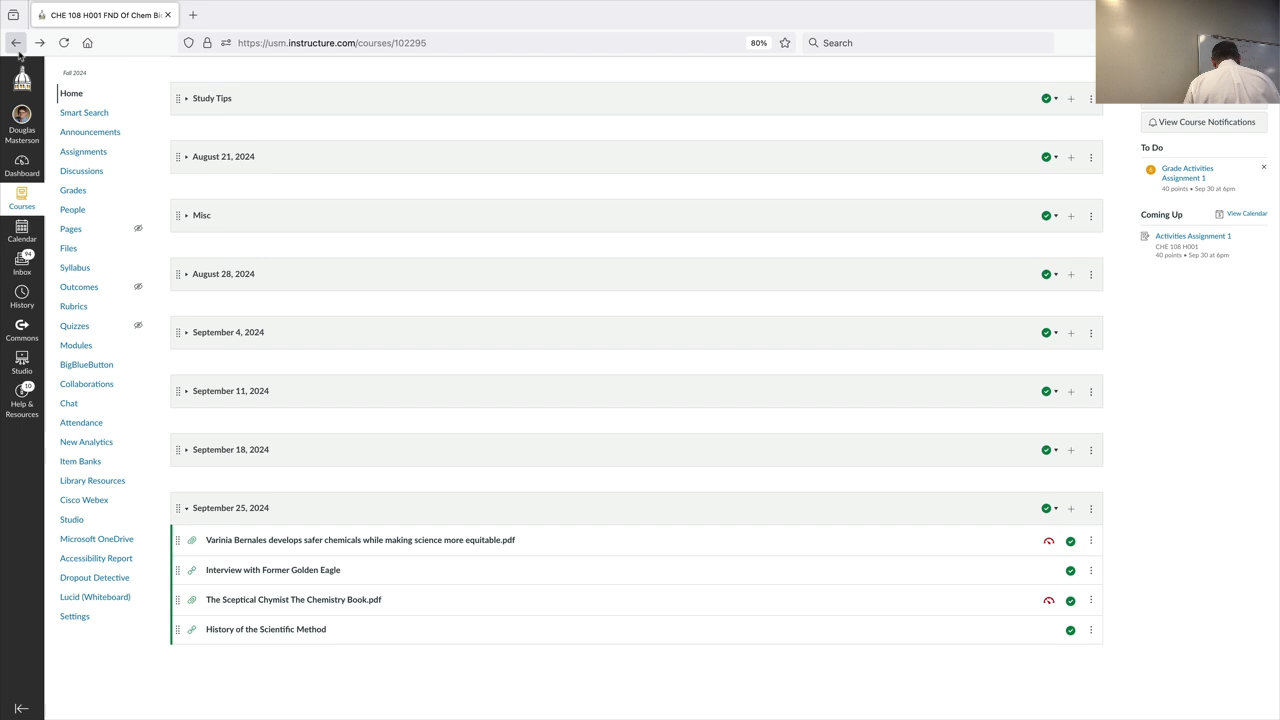 CHE 108 H001 FND Of Chem Bi
https://usm.instructure.com/courses/102295
80%
Search
Fall 2024
Home
Smart Search
Announcements
Assignments
Discussions
Grades
People
Pages
Files
Syllabus
Outcomes
Rubrics
Quizzes
Modules
BigBlueButton
Collaborations
Chat
Attendance
New Analytics
Item Banks
Library Resources
Cisco Webex
Studio
Microsoft OneDrive
Accessibility Report
Dropout Detective
Lucid (Whiteboard)
Settings
Douglas
Masterson
Dashboard
Courses
Calendar
94
Inbox
History
Commons
Studio
10
Help &
Resources
Study Tips
August 21, 2024
Misc
August 28, 2024
September 4, 2024
September 11, 2024
September 18, 2024
September 25, 2024
Varinia Bernales develops safer chemicals while making science more equitable.pdf
Interview with Former Golden Eagle
The Sceptical Chymist The Chemistry Book.pdf
History of the Scientific Method
View Course Notifications
To Do
Grade Activities
Assignment 1
40 points • Sep 30 at 6pm
Coming Up
View Calendar
Activities Assignment 1
CHE 108 H001
40 points • Sep 30 at 6pm